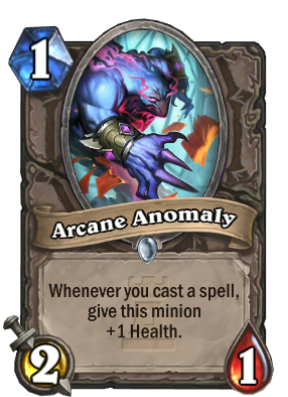 1
Arcane Anomaly
Whenever you cast a spell,
give this minion
+1 Health.
2
1